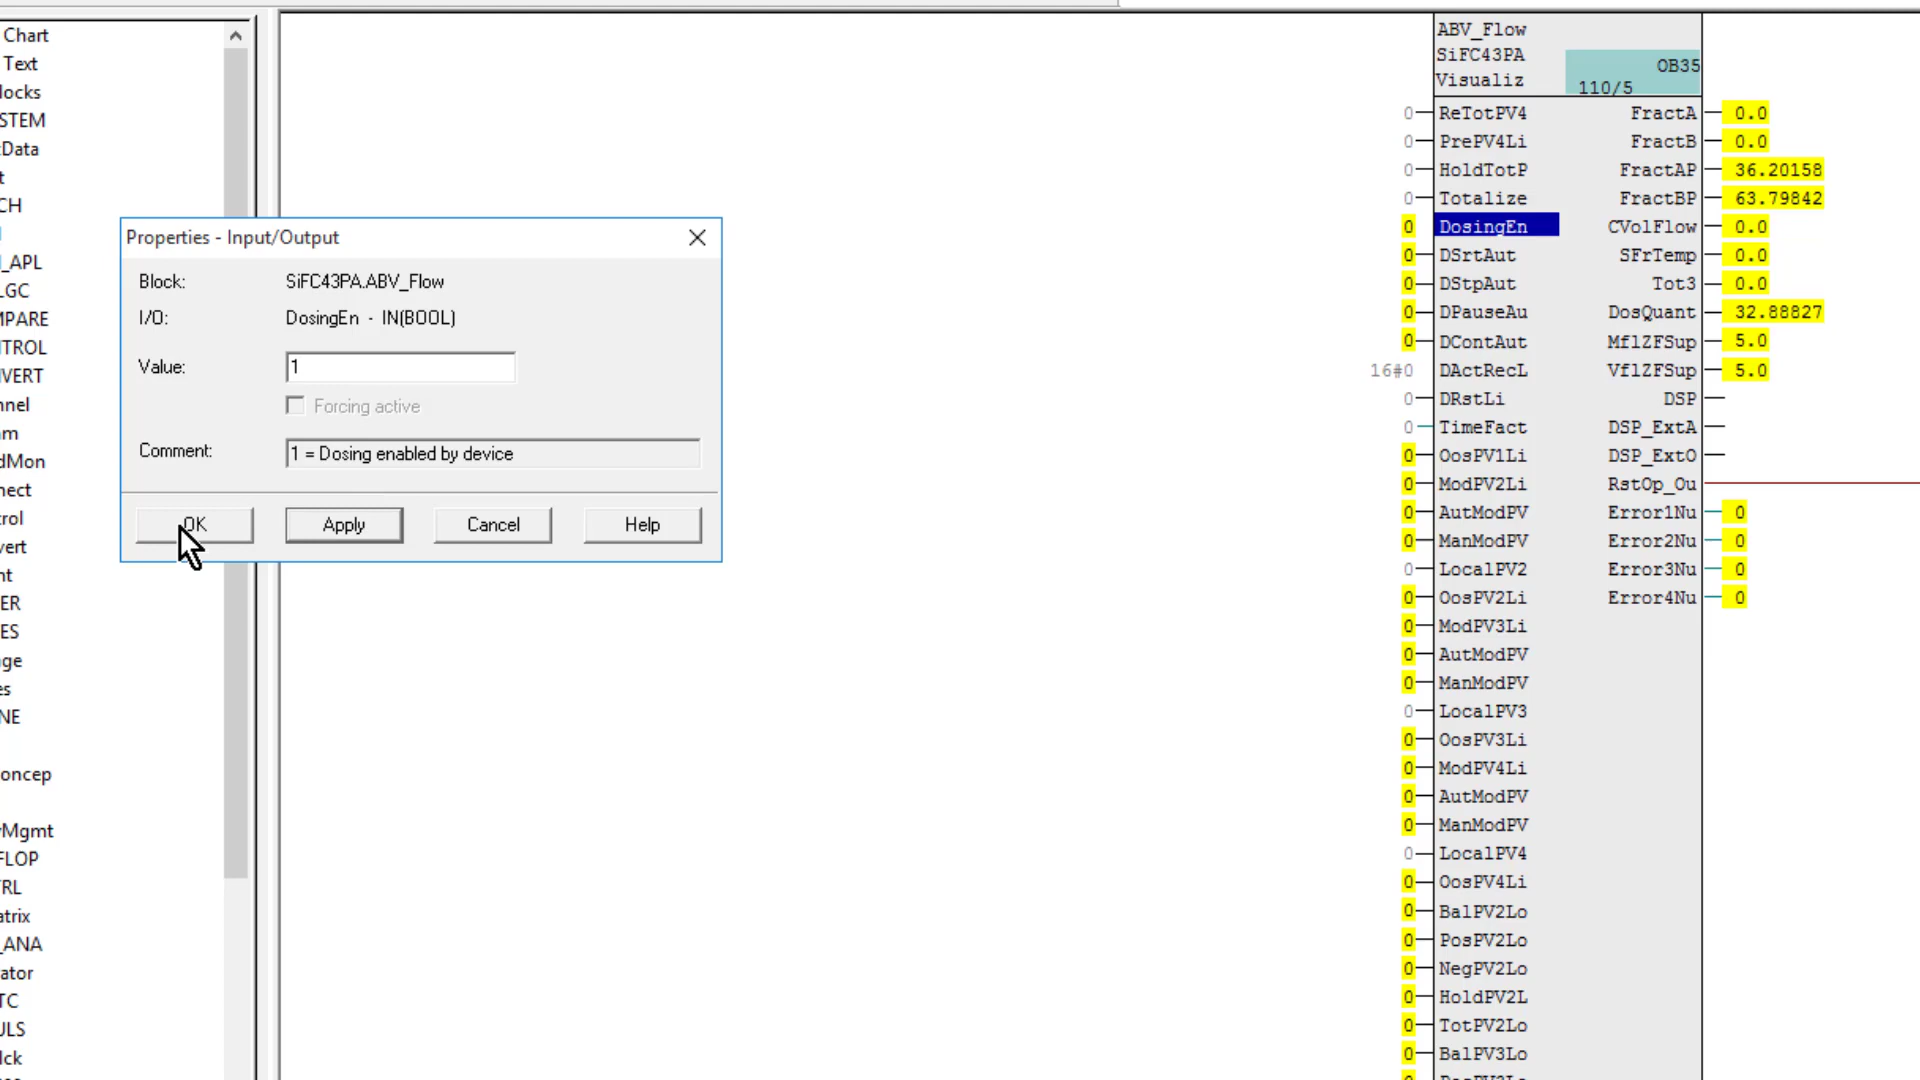 Chart
Text
locks
STEM
:Data
t
CH
_APL
LGC
MPARE
ITROL
IVERT
nnel
m
dMon
nect
rol
vert
nt
ER
ES
ge
es
NE
oncep
Mgmt
FLOP
RL
atrix
_ANA
ator
TC
ULS
lck
Properties - Input/Output
Block: SiFC43PA.ABV_Flow
I/O: DosingEn - IN(BOOL)
Value: 1
Forcing active
Comment: 1 = Dosing enabled by device
OK Apply Cancel Help
ABV_Flow
SiFC43PA OB35
Visualiz 110/5
0 ReTotPV4 FractA 0.0
0 PrePV4Li FractB 0.0
0 HoldTotP FractAP 36.20158
0 Totalize FractBP 63.79842
0 DosingEn CVolFlow 0.0
0 DSrtAut SFrTemp 0.0
0 DStpAut Tot3 0.0
0 DPauseAu DosQuant 32.88827
0 DContAut MflZFSup 5.0
16#0 DActRecL VflZFSup 5.0
0 DRstLi DSP
0 TimeFact DSP_ExtA
0 OosPV1Li DSP_ExtO
0 ModPV2Li RstOp_Ou
0 AutModPV Error1Nu 0
0 ManModPV Error2Nu 0
0 LocalPV2 Error3Nu 0
0 OosPV2Li Error4Nu 0
0 ModPV3Li
0 AutModPV
0 ManModPV
0 LocalPV3
0 OosPV3Li
0 ModPV4Li
0 AutModPV
0 ManModPV
0 LocalPV4
0 OosPV4Li
0 BalPV2Lo
0 PosPV2Lo
0 NegPV2Lo
0 HoldPV2L
0 TotPV2Lo
0 BalPV3Lo